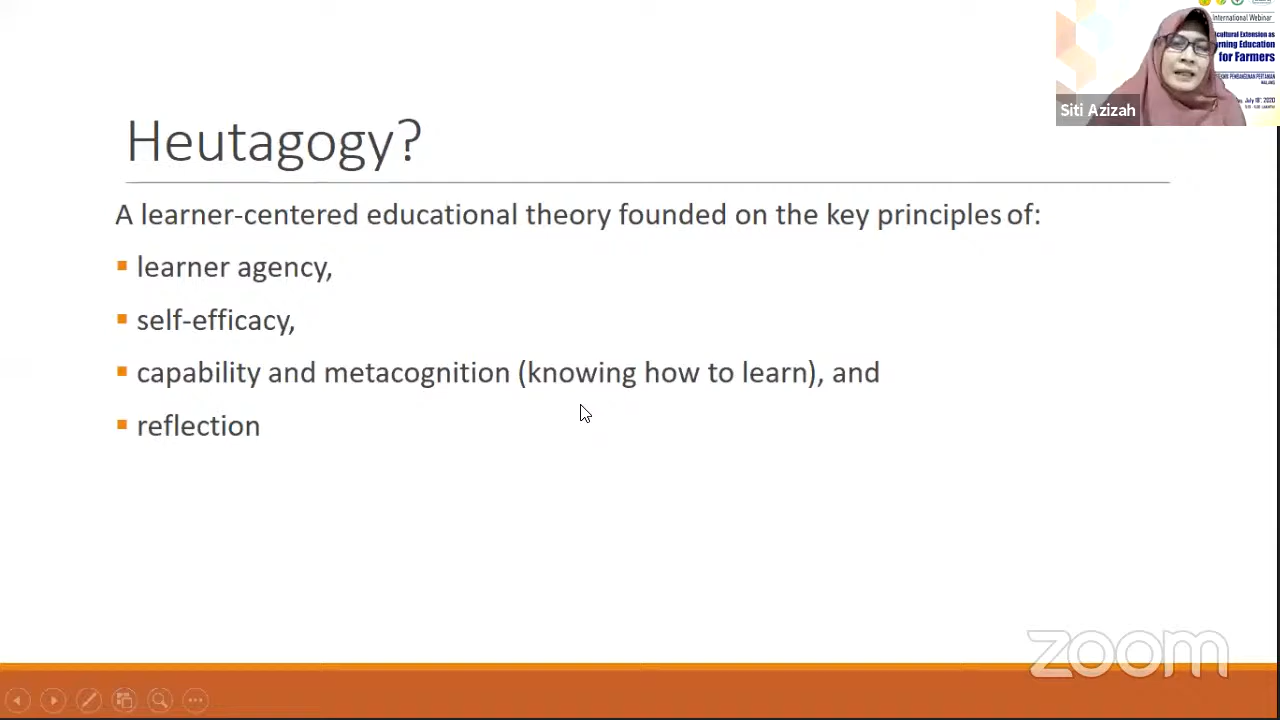 Heutagogy?
A learner-centered educational theory founded on the key principles of:
learner agency,
self-efficacy,
capability and metacognition (knowing how to learn), and
reflection
International Webinar
for Farmers
Siti Azizah
zoom